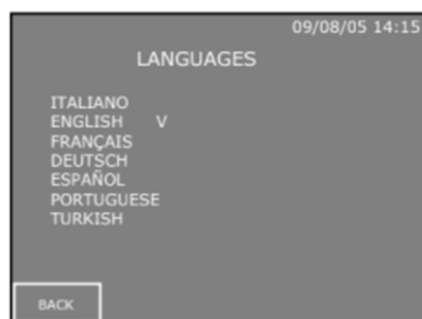 09/08/05 14:15
LANGUAGES
ITALIANO
ENGLISH V
FRANÇAIS
DEUTSCH
ESPAÑOL
PORTUGUESE
TURKISH
BACK